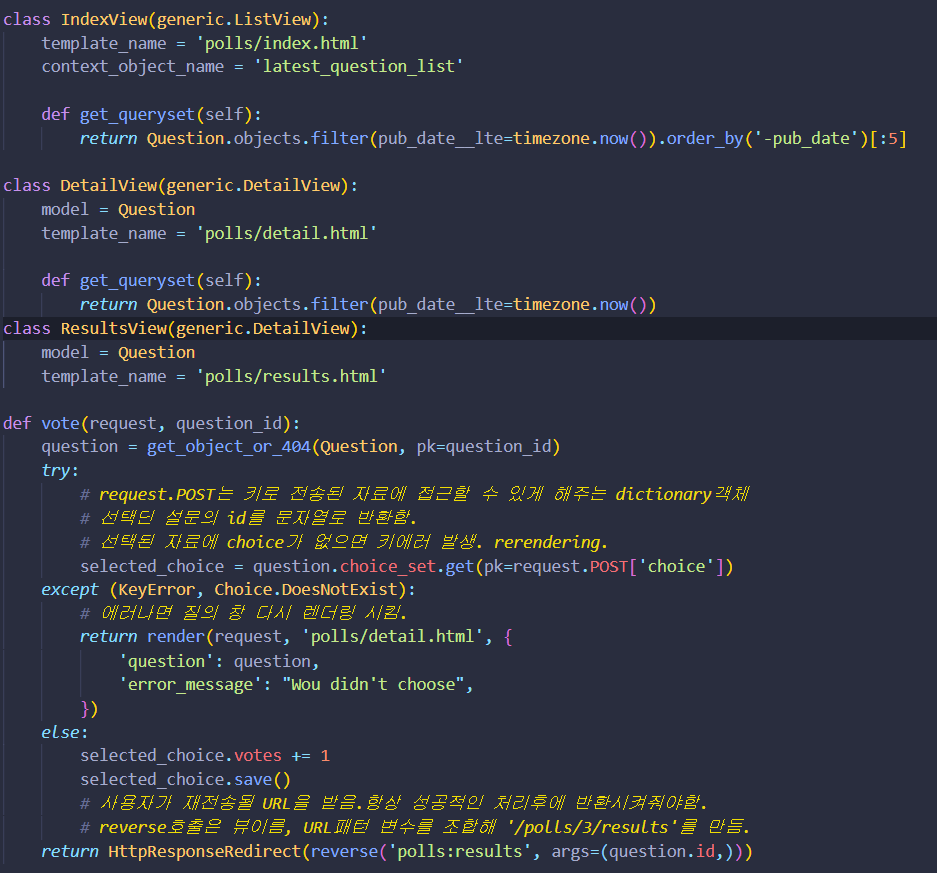 class IndexView(generic.ListView):
    template_name = 'polls/index.html'
    context_object_name = 'latest_question_list'

    def get_queryset(self):
        return Question.objects.filter(pub_date__lte=timezone.now()).order_by('-pub_date')[:5]

class DetailView(generic.DetailView):
    model = Question
    template_name = 'polls/detail.html'

    def get_queryset(self):
        return Question.objects.filter(pub_date__lte=timezone.now())
class ResultsView(generic.DetailView):
    model = Question
    template_name = 'polls/results.html'

def vote(request, question_id):
    question = get_object_or_404(Question, pk=question_id)
    try:
        # request.POST는 키로 전송된 자료에 접근할 수 있게 해주는 dictionary객체
        # 선택던 설문의 id를 문자열로 반환함.
        # 선택된 자료에 choice가 없으면 키에러 발생. rerendering.
        selected_choice = question.choice_set.get(pk=request.POST['choice'])
    except (KeyError, Choice.DoesNotExist):
        # 에러나면 질의 창 다시 렌더링 시킴.
        return render(request, 'polls/detail.html', {
            'question': question,
            'error_message': "Wou didn't choose",
        })
    else:
        selected_choice.votes += 1
        selected_choice.save()
        # 사용자가 재전송될 URL을 받음.항상 성공적인 처리후에 반환시켜줘야함.
        # reverse호출은 뷰이름, URL패턴 변수를 조합해 '/polls/3/results'를 만듬.
    return HttpResponseRedirect(reverse('polls:results', args=(question.id,)))